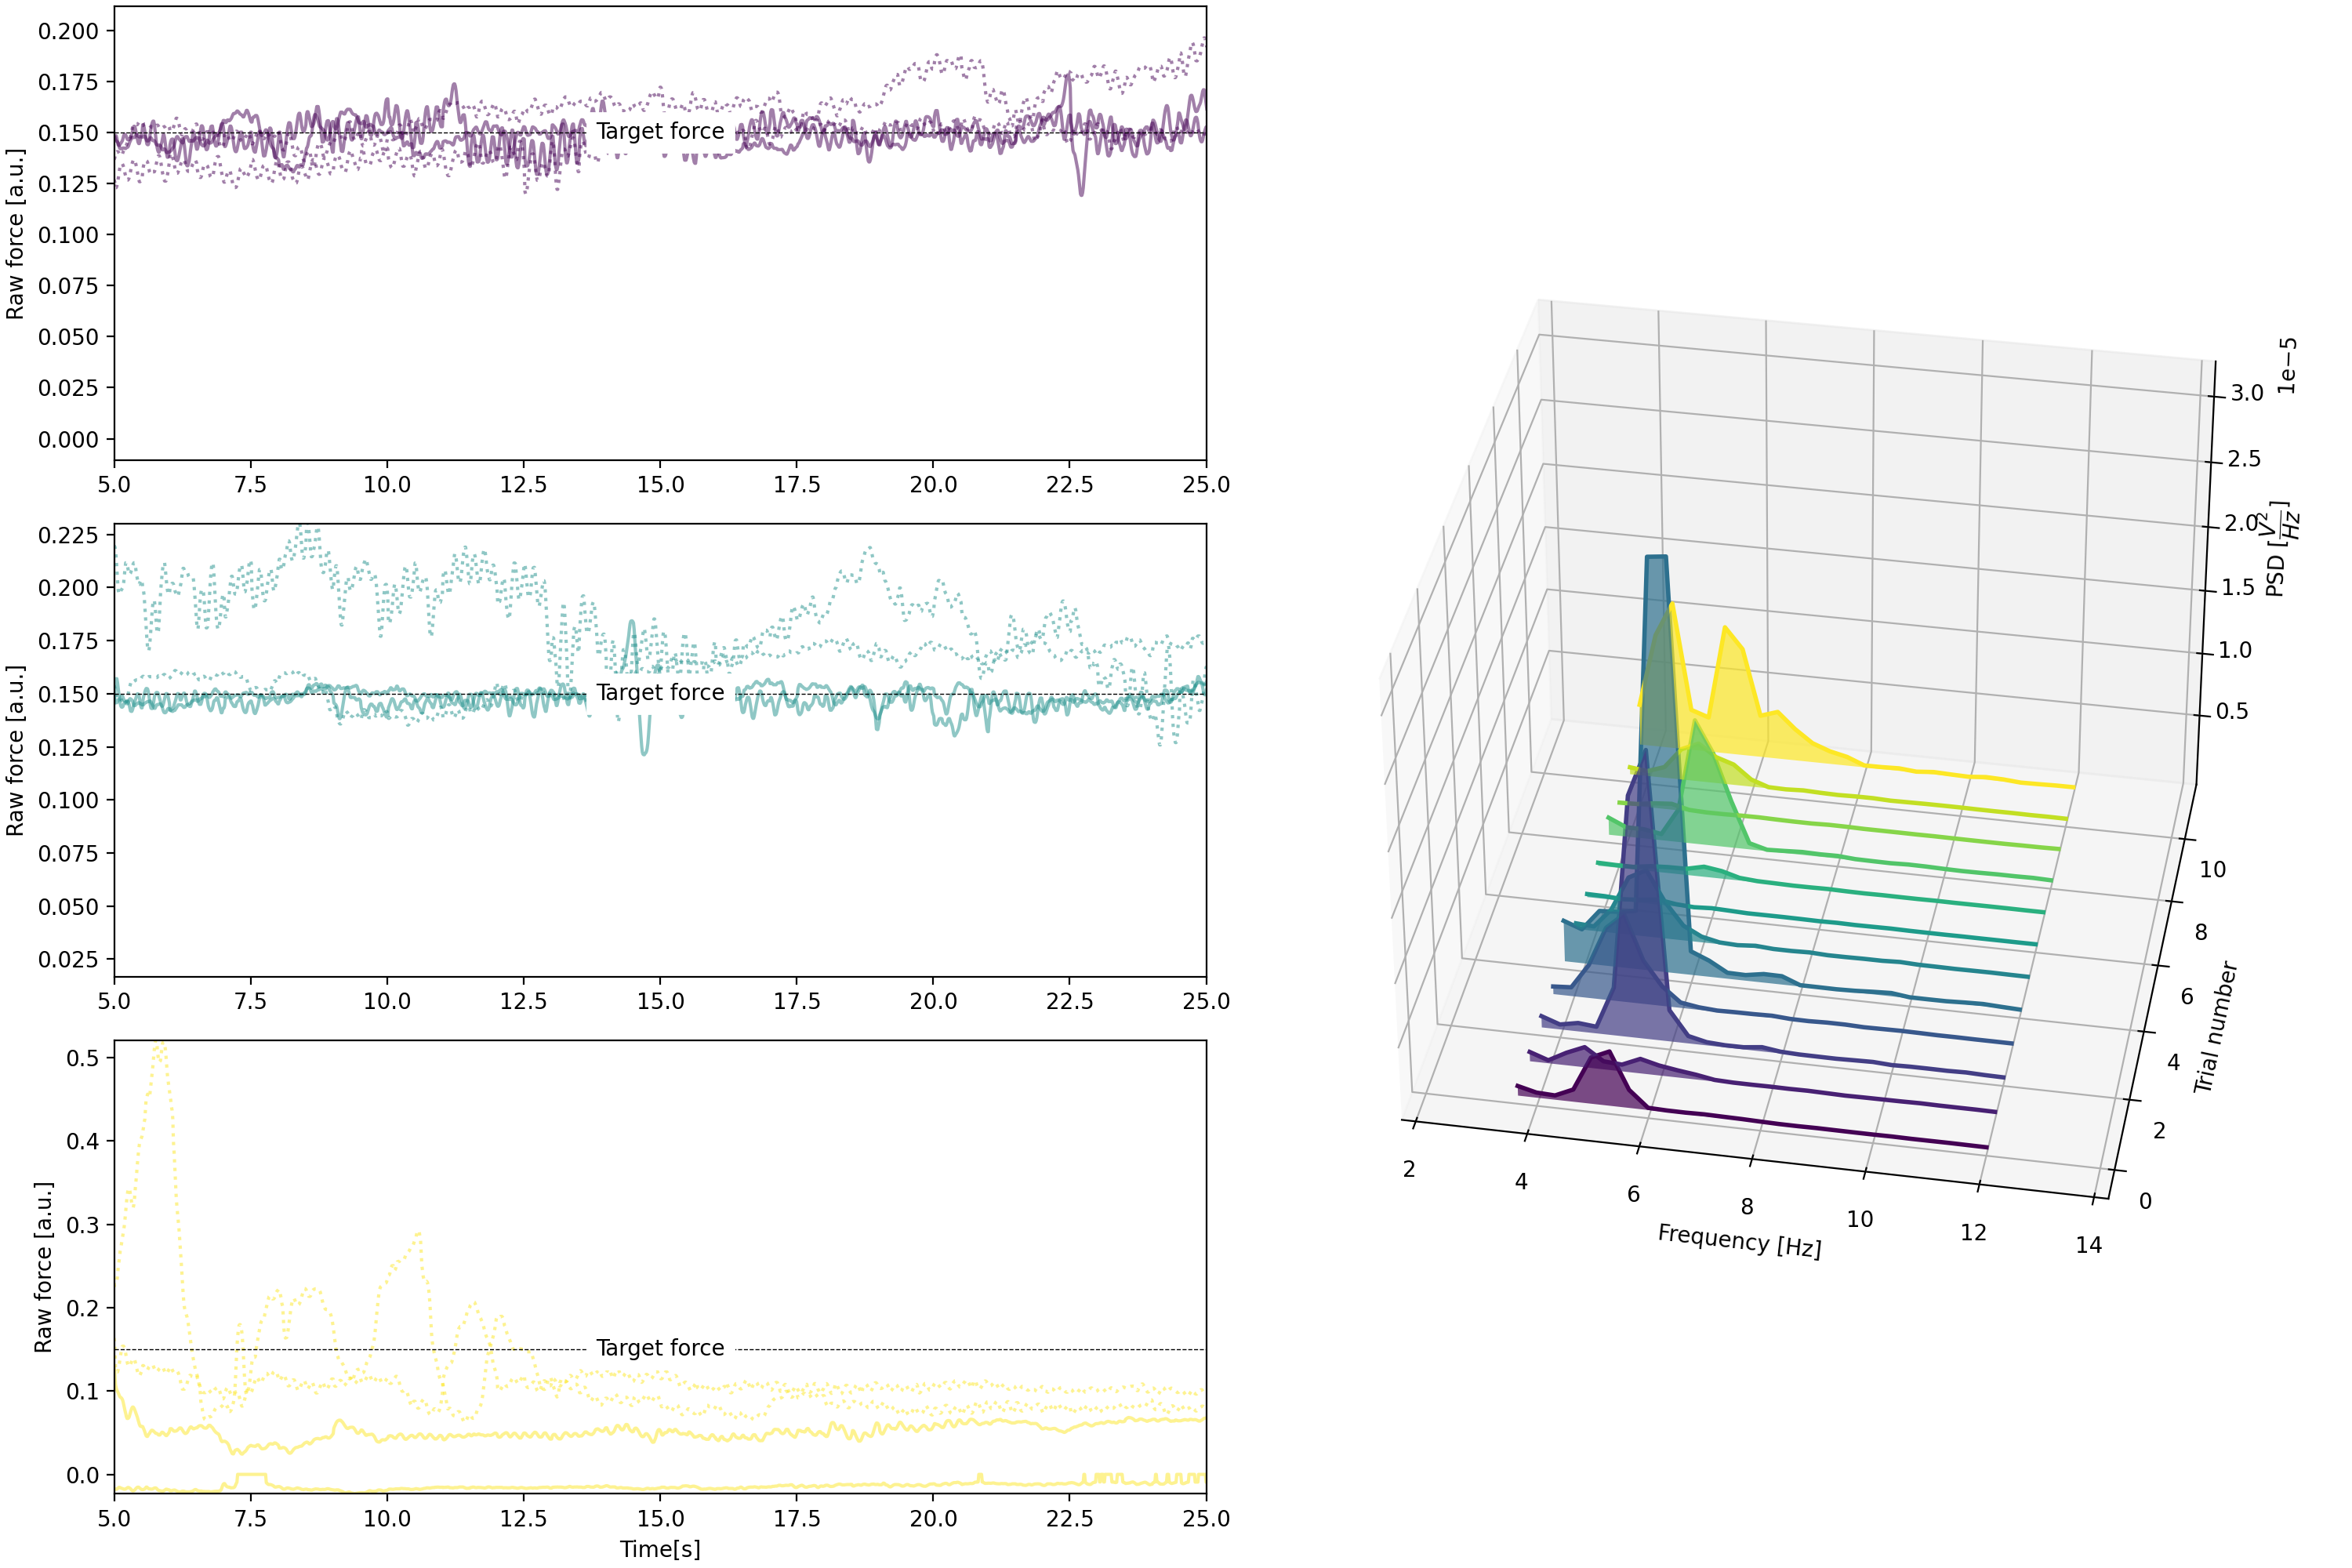 0.200
0.175
0.150
0.125
0.100
0.075
0.050
0.025
0.000
Raw force [a.u.]
Target force
5.0 7.5 10.0 12.5 15.0 17.5 20.0 22.5 25.0
0.225
0.200
0.175
0.150
0.125
0.100
0.075
0.050
0.025
Raw force [a.u.]
Target force
5.0 7.5 10.0 12.5 15.0 17.5 20.0 22.5 25.0
0.5
0.4
0.3
0.2
0.1
0.0
Raw force [a.u.]
Target force
5.0 7.5 10.0 12.5 15.0 17.5 20.0 22.5 25.0
Time[s]
1e−5
3.0
2.5
2.0
1.5
1.0
0.5
PSD [V²/Hz]
10
8
6
4
2
0
Trial number
2 4 6 8 10 12 14
Frequency [Hz]